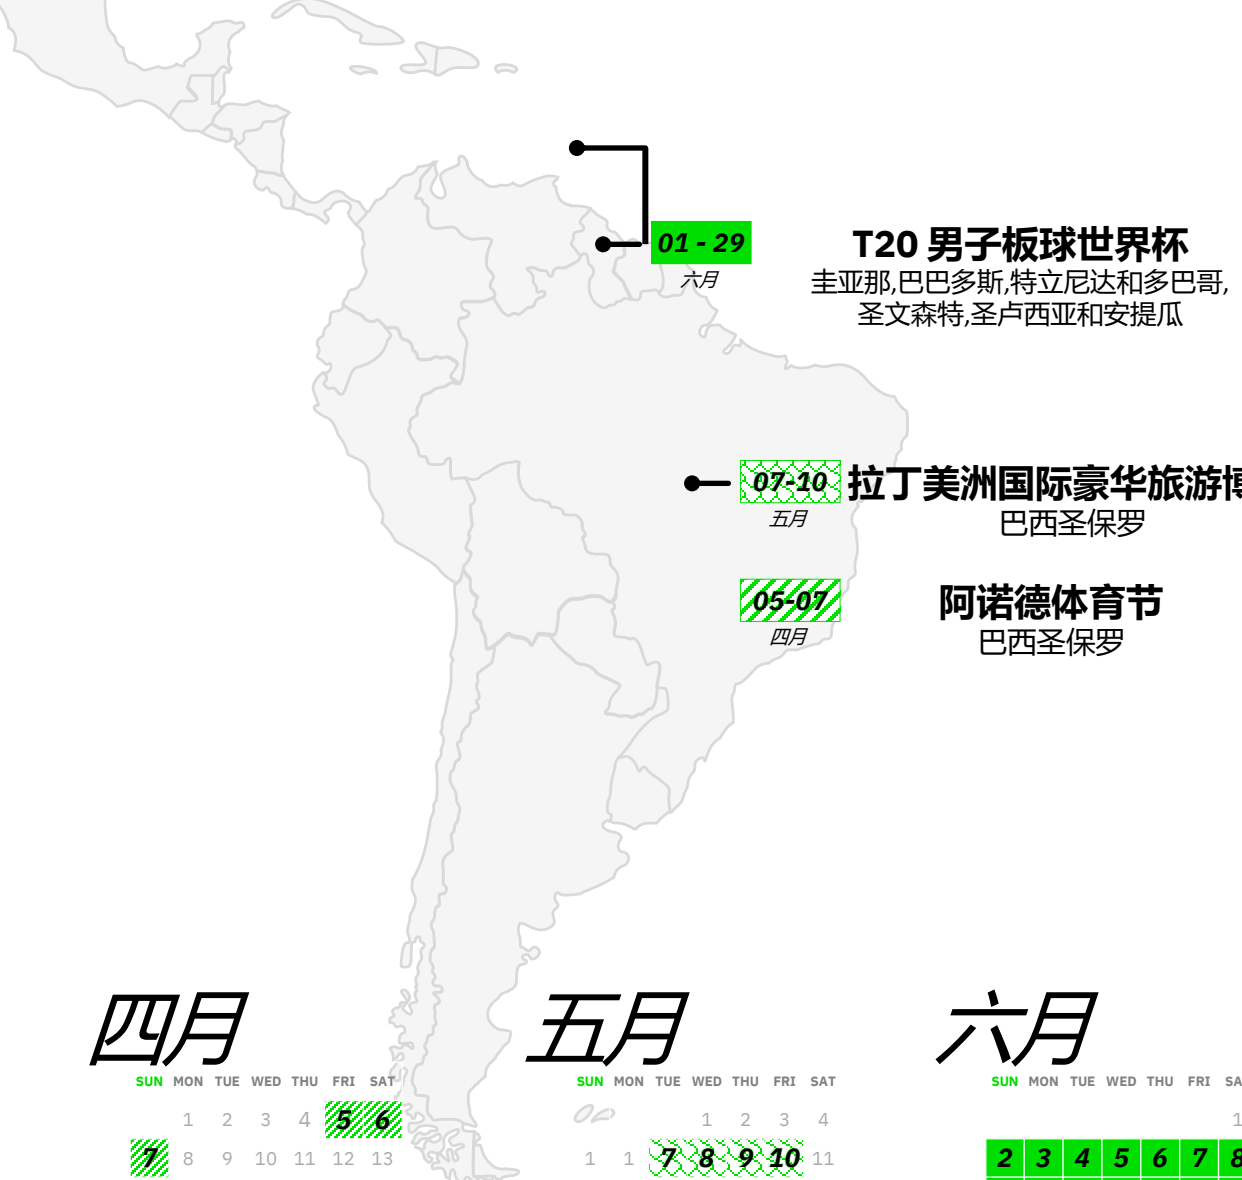 01 - 29
六月
T20 男子板球世界杯
圭亚那,巴巴多斯,特立尼达和多巴哥,
圣文森特,圣卢西亚和安提瓜
07-10
五月
拉丁美洲国际豪华旅游博
巴西圣保罗
05-07
四月
阿诺德体育节
巴西圣保罗
四月
SUN MON TUE WED THU FRI SAT
1 2 3 4 5 6
7 8 9 10 11 12 13
五月
SUN MON TUE WED THU FRI SAT
1 2 3 4
1 1 7 8 9 10 11
六月
SUN MON TUE WED THU FRI SA
1
2 3 4 5 6 7 8